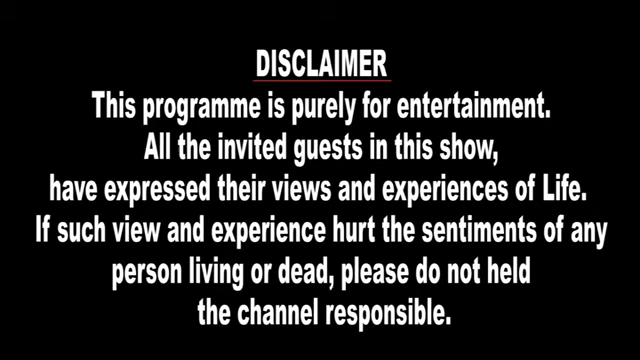 DISCLAIMER
This programme is purely for entertainment.
All the invited guests in this show,
have expressed their views and experiences of Life.
If such view and experience hurt the sentiments of any
person living or dead, please do not held
the channel responsible.